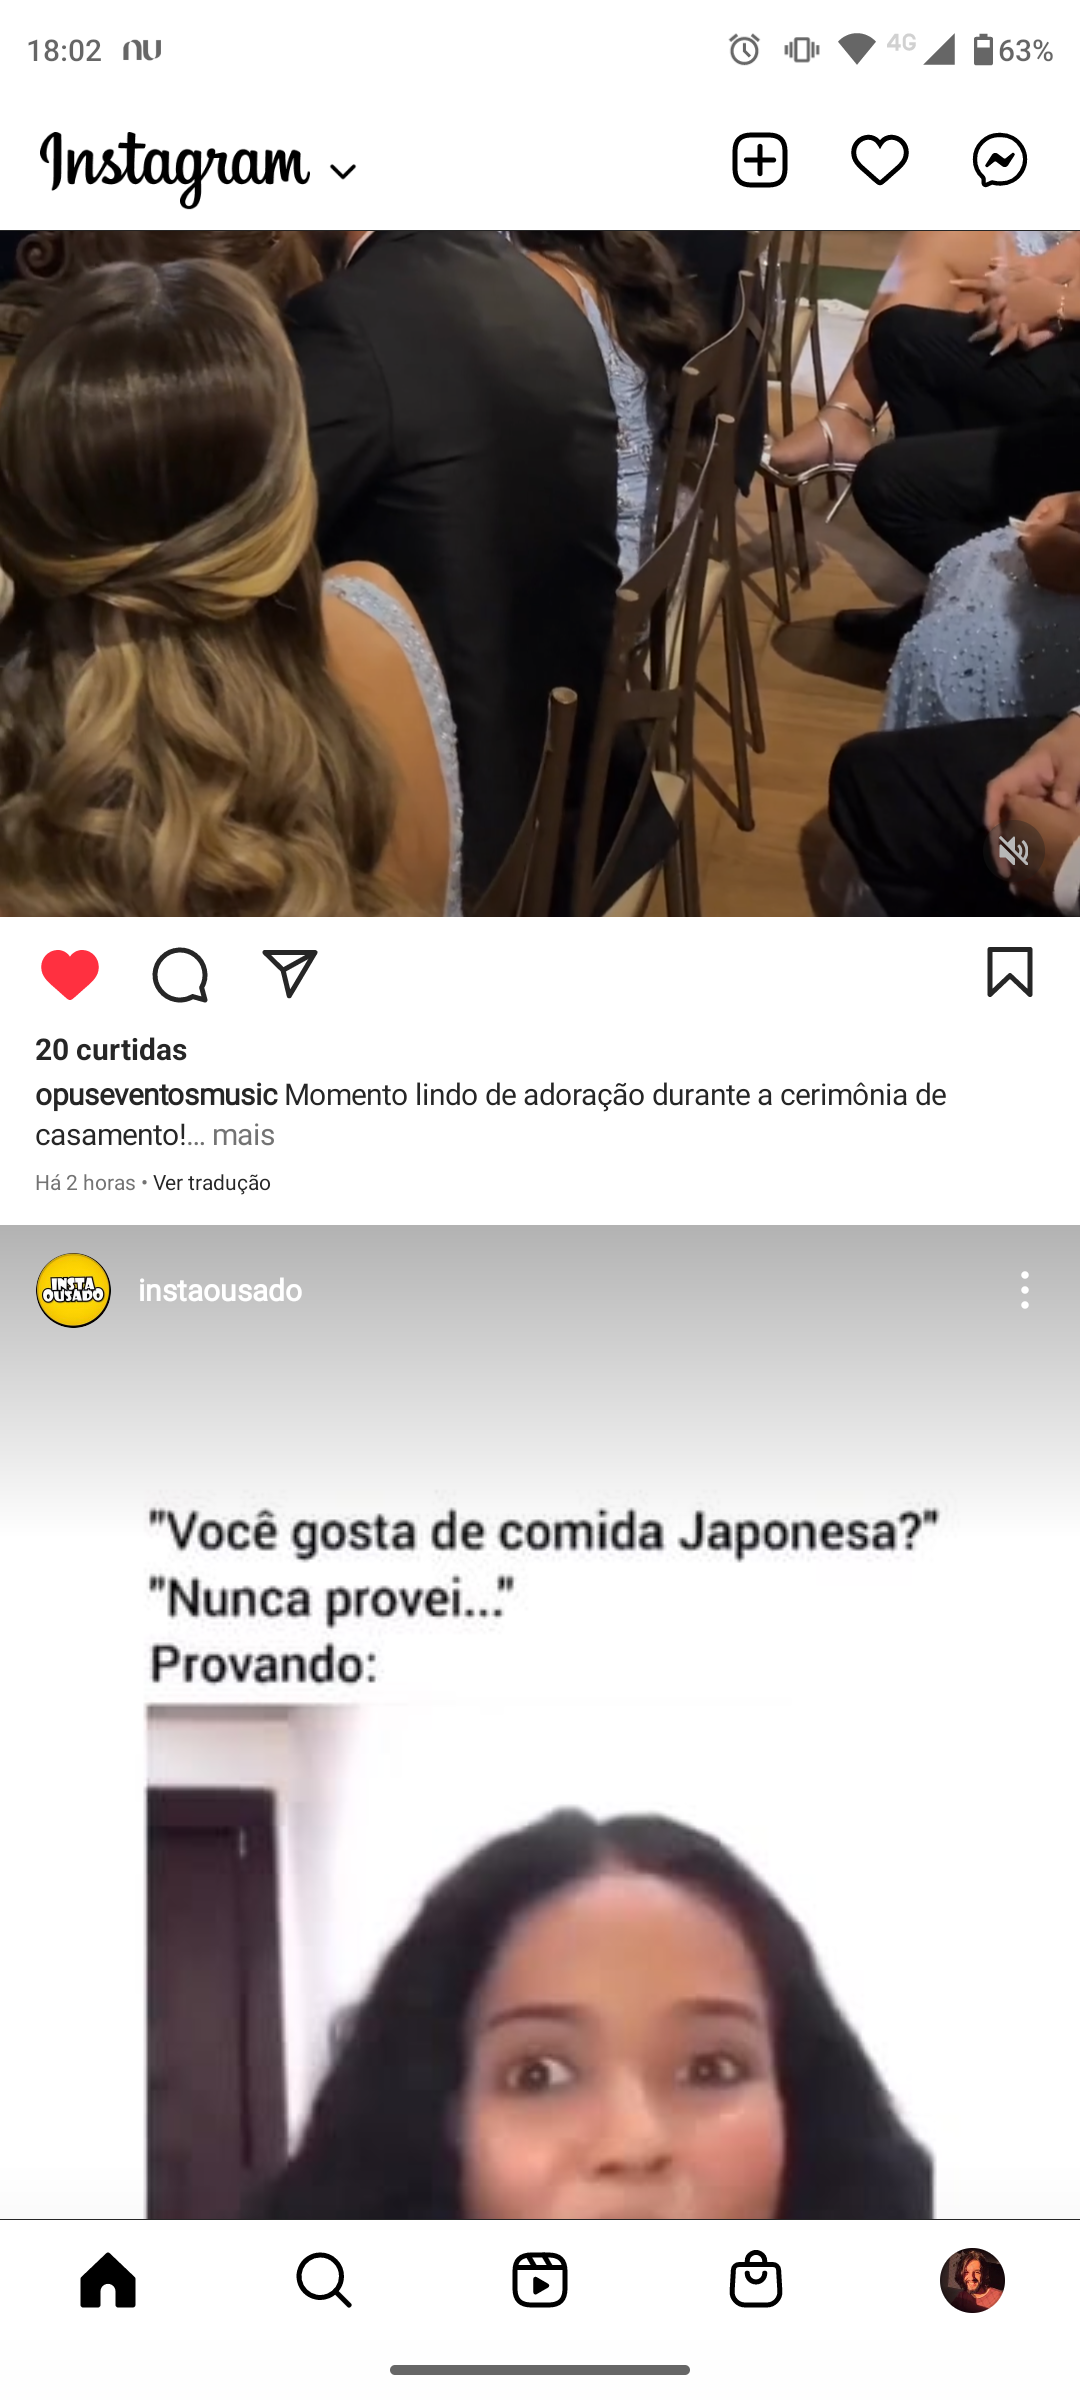 18:02 nu 4G 63%
Instagram
20 curtidas
opuseventosmusic Momento lindo de adoração durante a cerimônia de
casamento!... mais
Há 2 horas • Ver tradução
INSTA
OUSADO
instaousado
"Você gosta de comida Japonesa?"
"Nunca provei..."
Provando: